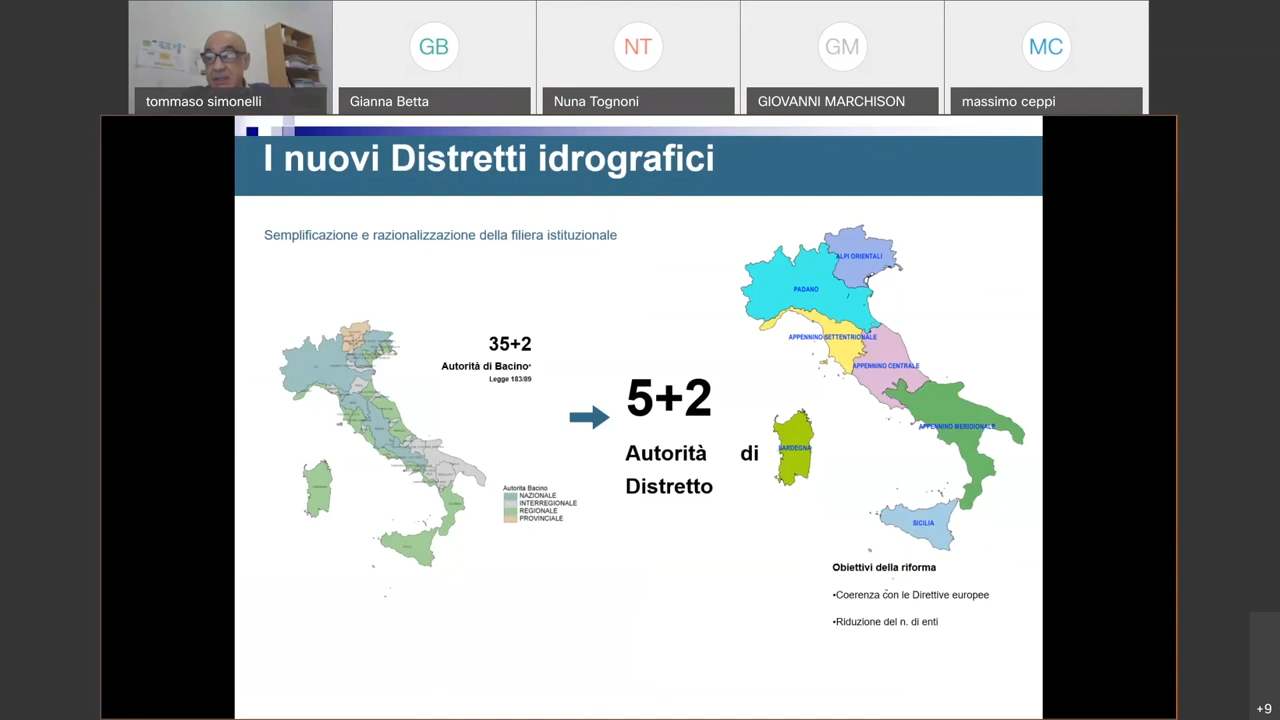 GB
NT
GM
MC
tommaso simonelli
Gianna Betta
Nuna Tognoni
GIOVANNI MARCHISON
massimo ceppi
I nuovi Distretti idrografici
Semplificazione e razionalizzazione della filiera istituzionale
35+2
Autorità di Bacino
Legge 183/89
Autorita Bacino
NAZIONALE
INTERREGIONALE
REGIONALE
PROVINCIALE
5+2
Autorità di
Distretto
ALPI ORIENTALI
PADANO
APPENNINO SETTENTRIONALE
APPENNINO CENTRALE
APPENNINO MERIDIONALE
SARDEGNA
SICILIA
Obiettivi della riforma
•Coerenza con le Direttive europee
•Riduzione del n. di enti
+9